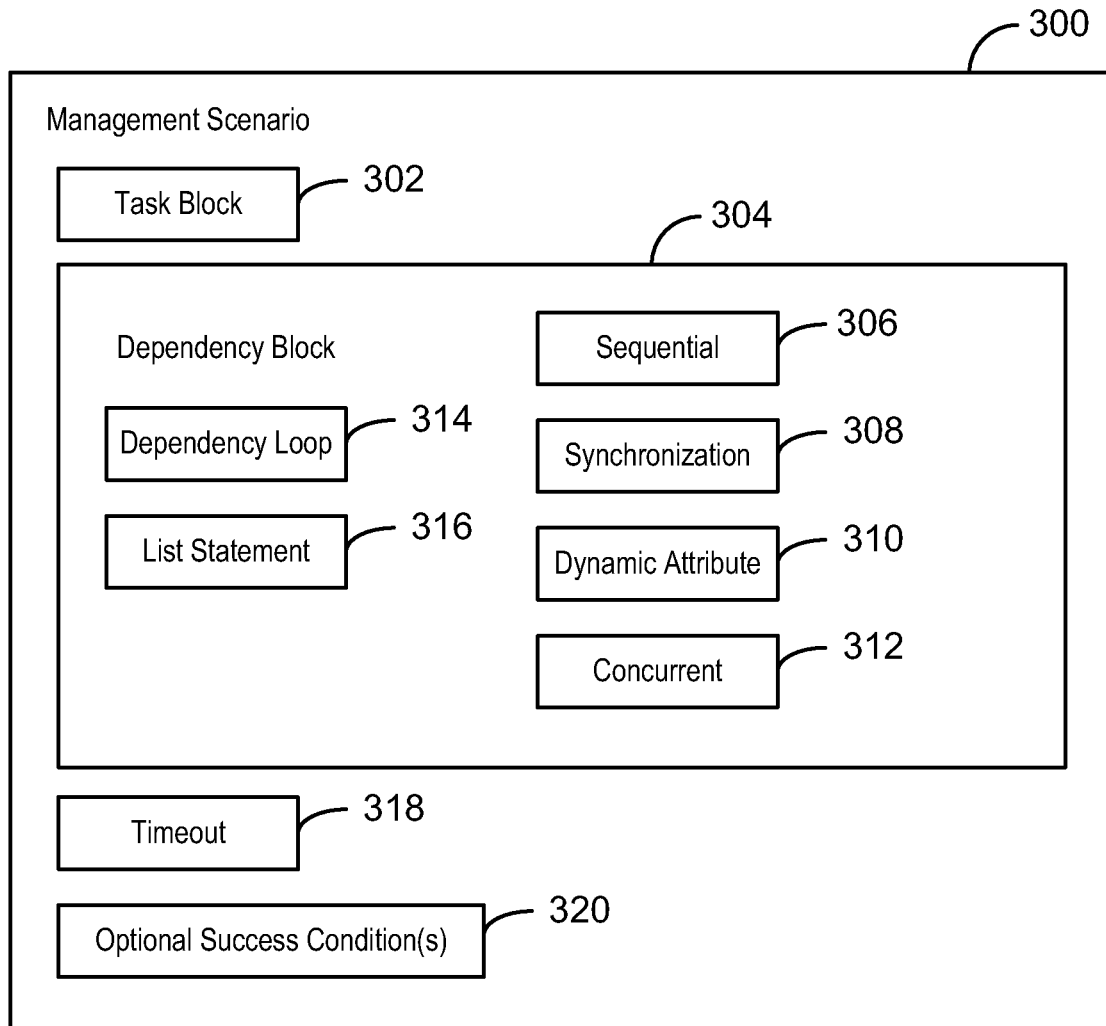 300
Management Scenario
Task Block
302
304
Dependency Block
Sequential
306
Dependency Loop
314
Synchronization
308
List Statement
316
Dynamic Attribute
310
Concurrent
312
Timeout
318
Optional Success Condition(s)
320